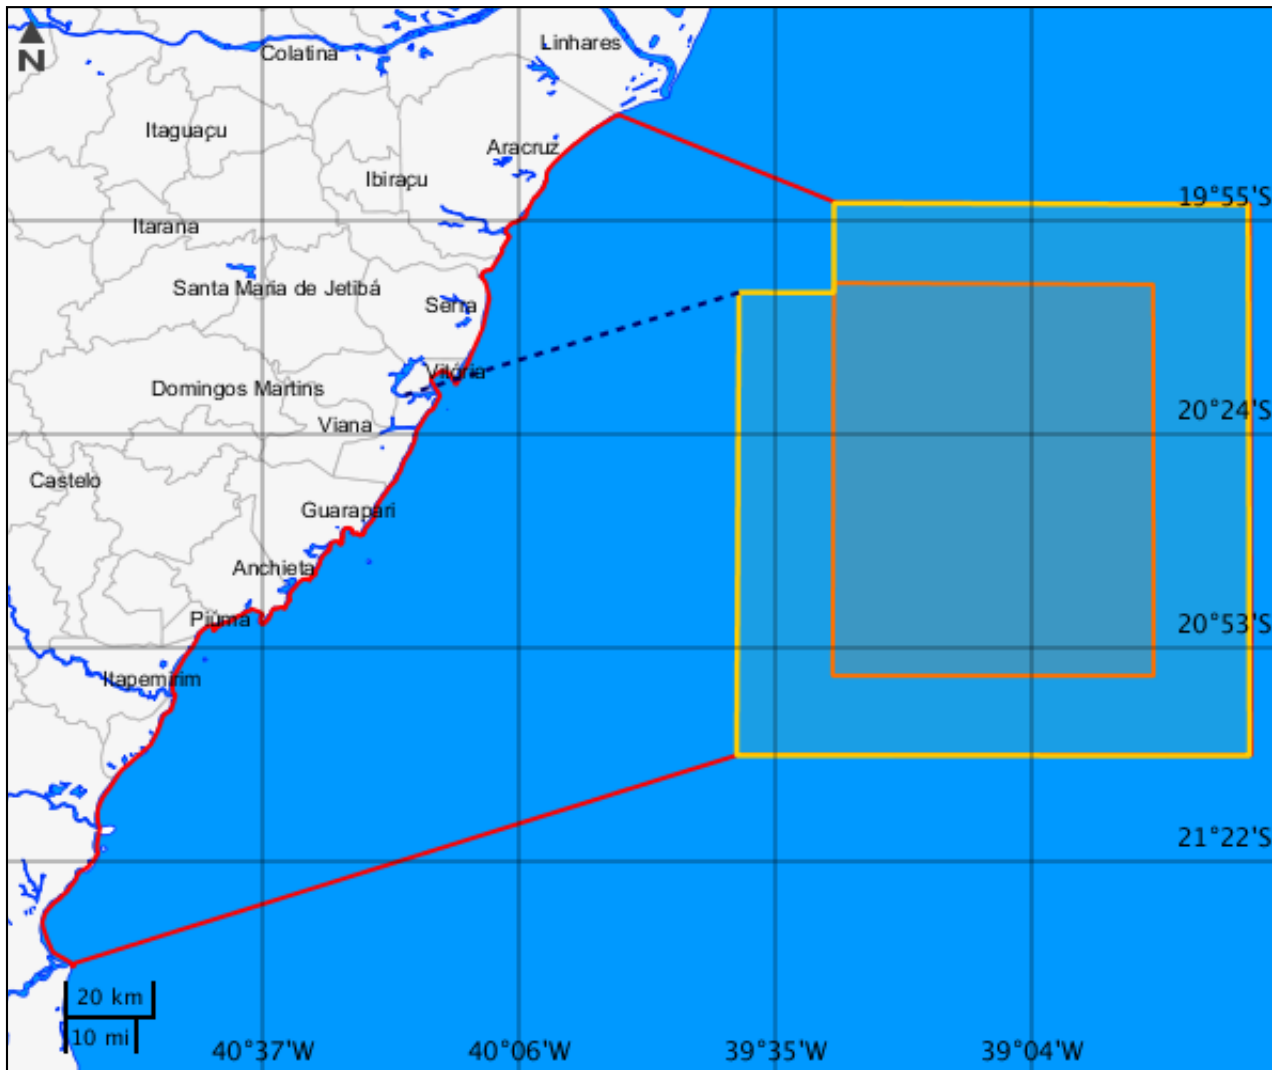 Linhares
Colatina
N
Itaguaçu
Aracruz
Ibiraçu
19°55'S
Itarana
Santa Maria de Jetibá
Serra
Vitória
Domingos Martins
20°24'S
Viana
Castelo
Guarapari
Anchieta
Piúma
20°53'S
Itapemirim
21°22'S
20 km
10 mi
40°37'W
40°06'W
39°35'W
39°04'W